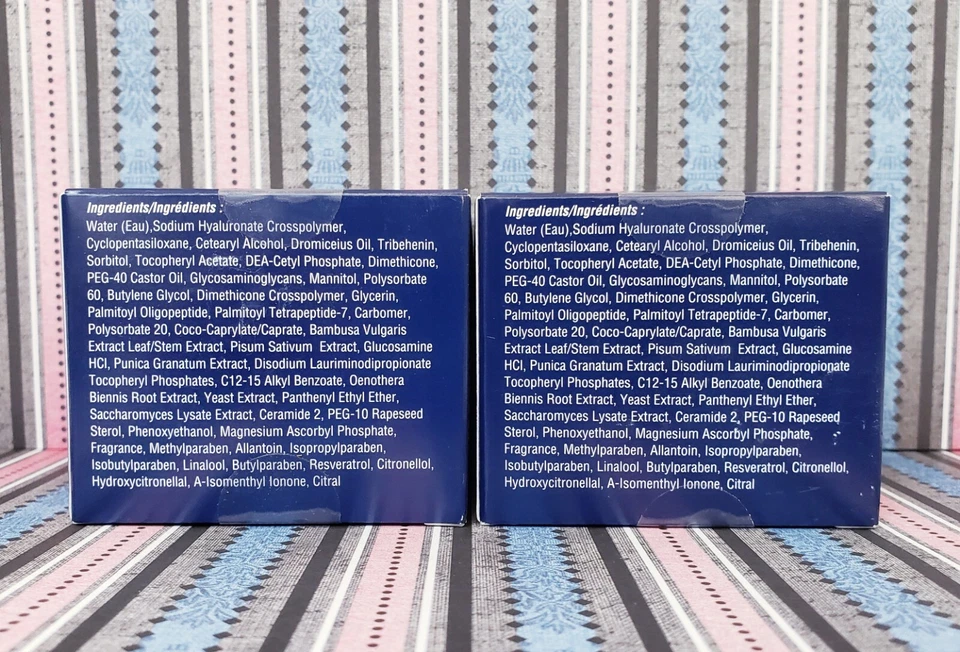 Ingredients/Ingrédients :
Water (Eau),Sodium Hyaluronate Crosspolymer,
Cyclopentasiloxane, Cetearyl Alcohol, Dromiceius Oil, Tribehenin,
Sorbitol, Tocopheryl Acetate, DEA-Cetyl Phosphate, Dimethicone,
PEG-40 Castor Oil, Glycosaminoglycans, Mannitol, Polysorbate
60, Butylene Glycol, Dimethicone Crosspolymer, Glycerin,
Palmitoyl Oligopeptide, Palmitoyl Tetrapeptide-7, Carbomer,
Polysorbate 20, Coco-Caprylate/Caprate, Bambusa Vulgaris
Extract Leaf/Stem Extract, Pisum Sativum Extract, Glucosamine
HCl, Punica Granatum Extract, Disodium Lauriminodipropionate
Tocopheryl Phosphates, C12-15 Alkyl Benzoate, Oenothera
Biennis Root Extract, Yeast Extract, Panthenyl Ethyl Ether,
Saccharomyces Lysate Extract, Ceramide 2, PEG-10 Rapeseed
Sterol, Phenoxyethanol, Magnesium Ascorbyl Phosphate,
Fragrance, Methylparaben, Allantoin, Isopropylparaben,
Isobutylparaben, Linalool, Butylparaben, Resveratrol, Citronellol,
Hydroxycitronellal, A-Isomenthyl Ionone, Citral
Ingredients/Ingrédients :
Water (Eau),Sodium Hyaluronate Crosspolymer,
Cyclopentasiloxane, Cetearyl Alcohol, Dromiceius Oil, Tribehenin,
Sorbitol, Tocopheryl Acetate, DEA-Cetyl Phosphate, Dimethicone,
PEG-40 Castor Oil, Glycosaminoglycans, Mannitol, Polysorbate
60, Butylene Glycol, Dimethicone Crosspolymer, Glycerin,
Palmitoyl Oligopeptide, Palmitoyl Tetrapeptide-7, Carbomer,
Polysorbate 20, Coco-Caprylate/Caprate, Bambusa Vulgaris
Extract Leaf/Stem Extract, Pisum Sativum Extract, Glucosamine
HCl, Punica Granatum Extract, Disodium Lauriminodipropionate
Tocopheryl Phosphates, C12-15 Alkyl Benzoate, Oenothera
Biennis Root Extract, Yeast Extract, Panthenyl Ethyl Ether,
Saccharomyces Lysate Extract, Ceramide 2, PEG-10 Rapeseed
Sterol, Phenoxyethanol, Magnesium Ascorbyl Phosphate,
Fragrance, Methylparaben, Allantoin, Isopropylparaben,
Isobutylparaben, Linalool, Butylparaben, Resveratrol, Citronellol,
Hydroxycitronellal, A-Isomenthyl Ionone, Citral